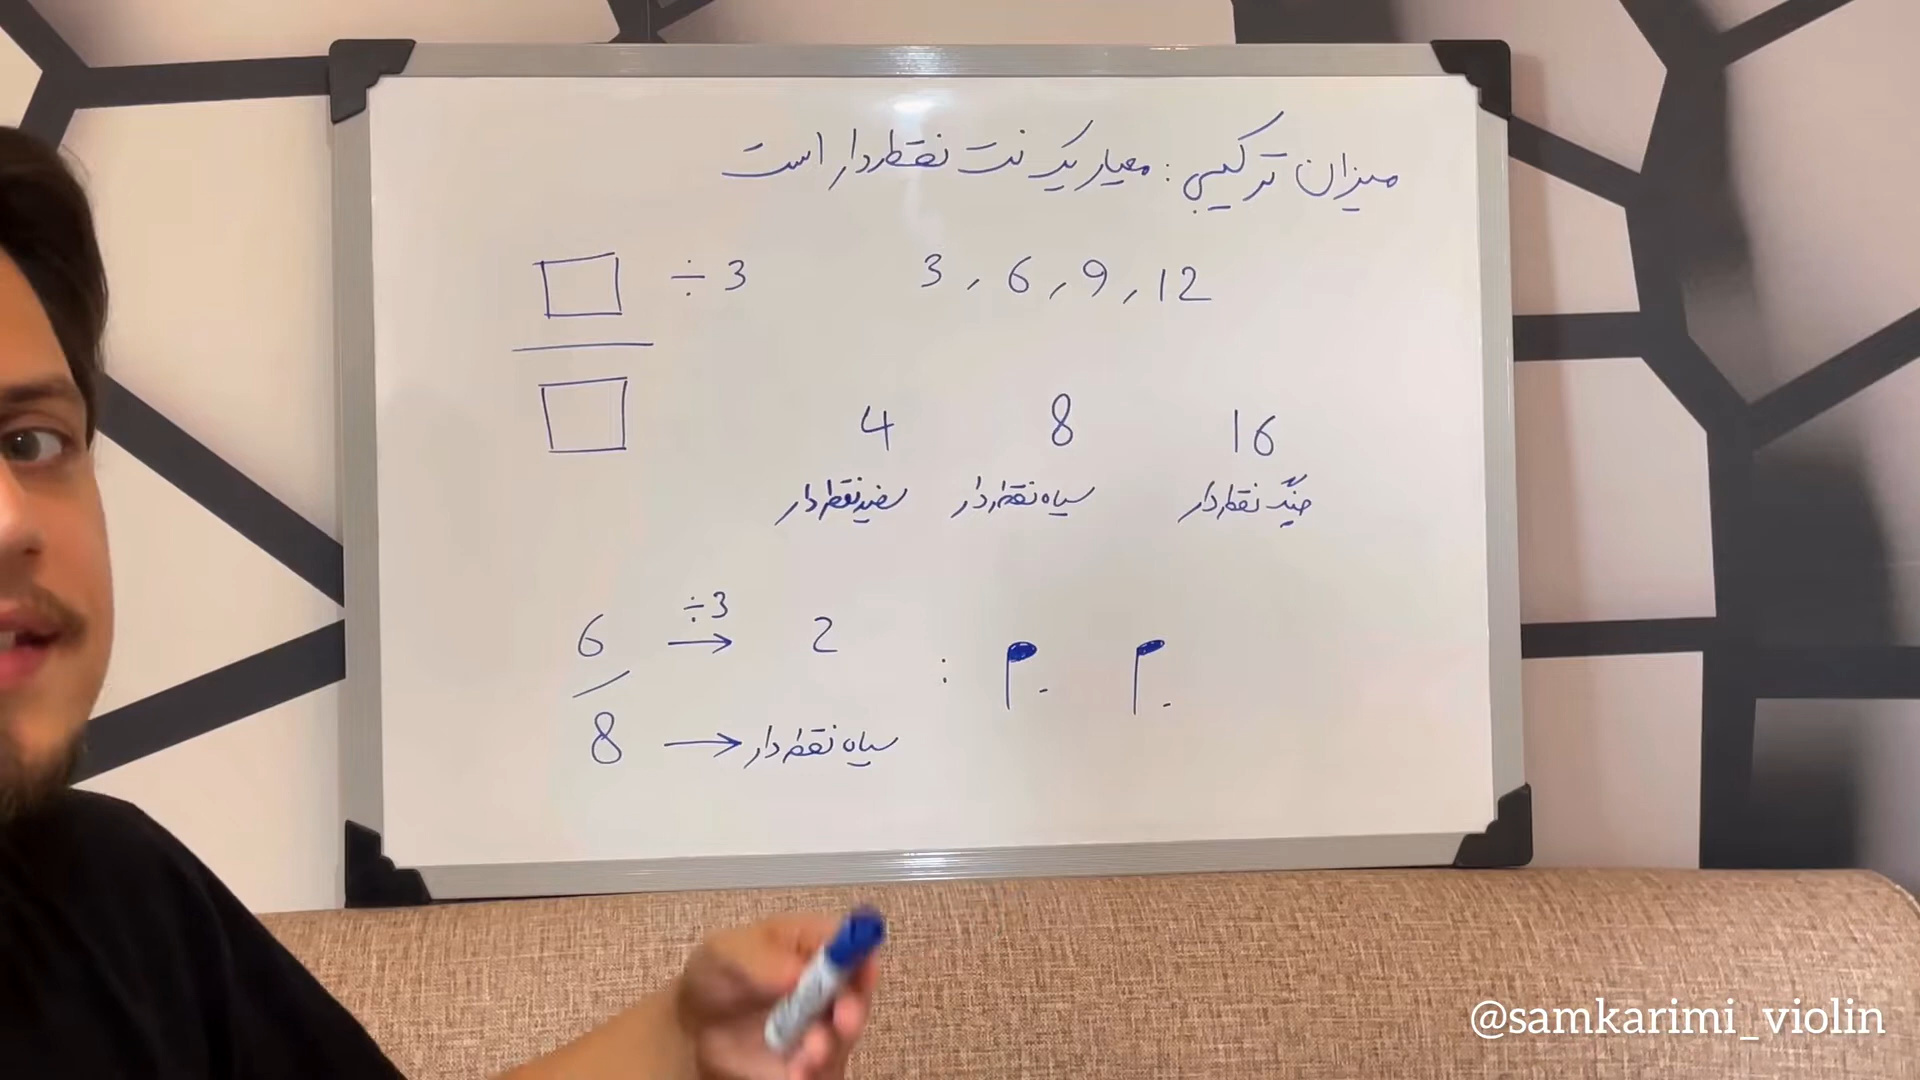 میزان ترکیبی : معیار یک نت نقطه‌دار است
□ ÷ 3
□
3 , 6 , 9 , 12
4 8 16
سفید نقطه‌دار سیاه نقطه‌دار چنگ نقطه‌دار
6 ÷3 → 2 :
8 → سیاه نقطه‌دار
@samkarimi_violin